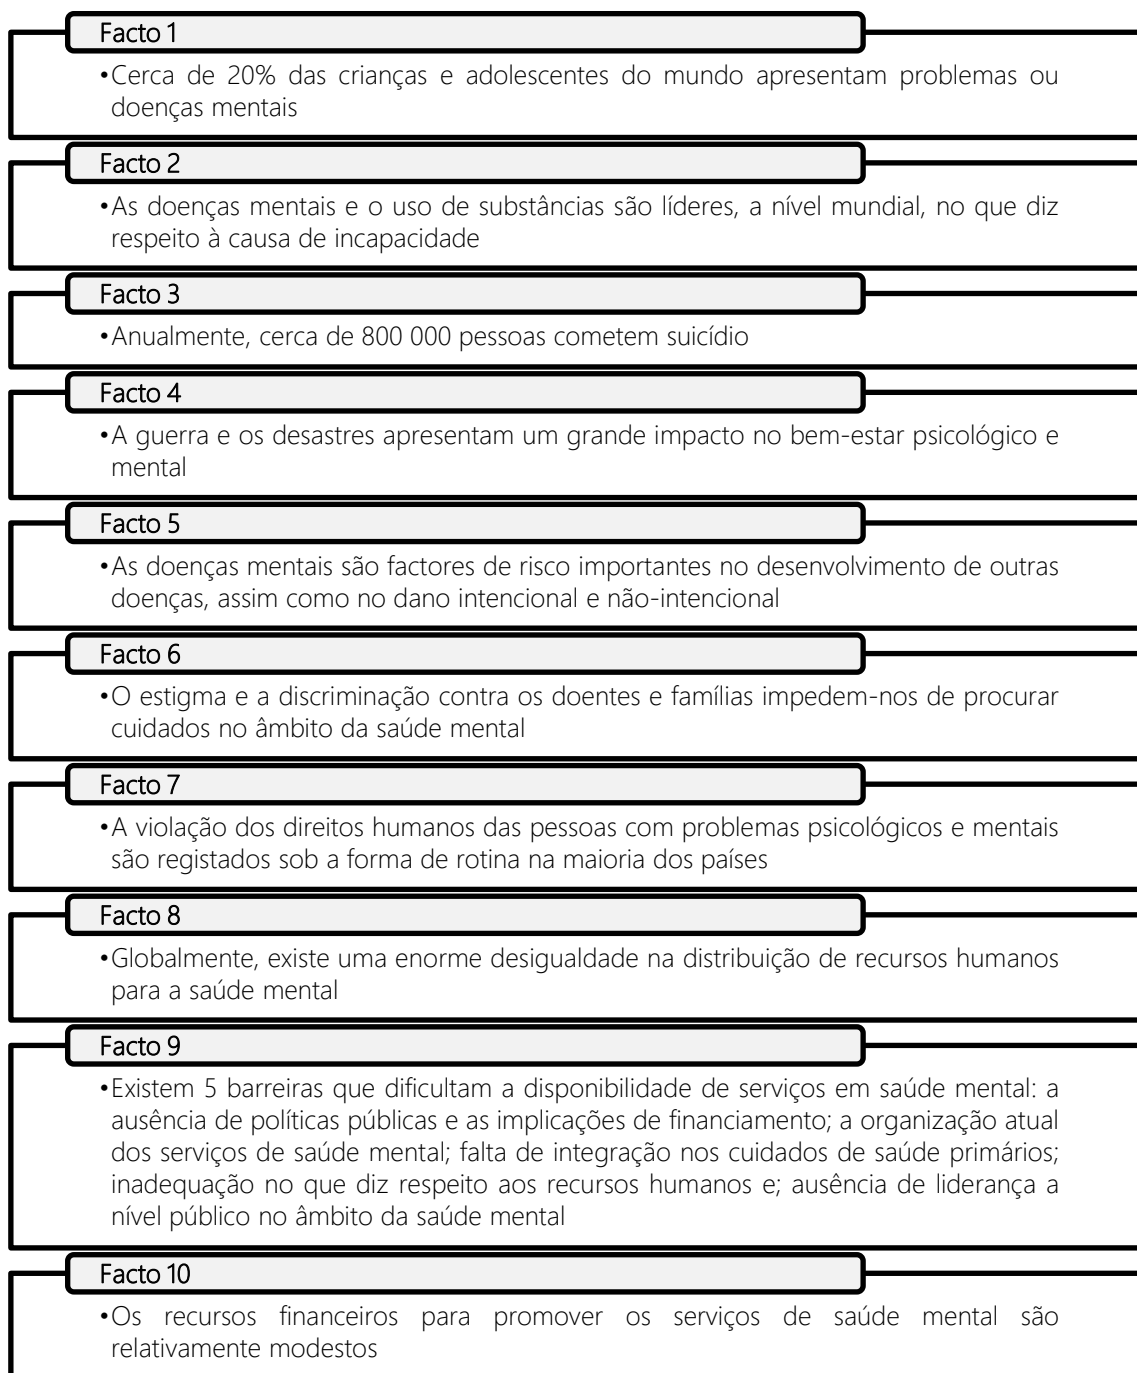 Facto 1
•Cerca de 20% das crianças e adolescentes do mundo apresentam problemas ou
doenças mentais
Facto 2
•As doenças mentais e o uso de substâncias são líderes, a nível mundial, no que diz
respeito à causa de incapacidade
Facto 3
•Anualmente, cerca de 800 000 pessoas cometem suicídio
Facto 4
•A guerra e os desastres apresentam um grande impacto no bem-estar psicológico e
mental
Facto 5
•As doenças mentais são factores de risco importantes no desenvolvimento de outras
doenças, assim como no dano intencional e não-intencional
Facto 6
•O estigma e a discriminação contra os doentes e famílias impedem-nos de procurar
cuidados no âmbito da saúde mental
Facto 7
•A violação dos direitos humanos das pessoas com problemas psicológicos e mentais
são registados sob a forma de rotina na maioria dos países
Facto 8
•Globalmente, existe uma enorme desigualdade na distribuição de recursos humanos
para a saúde mental
Facto 9
•Existem 5 barreiras que dificultam a disponibilidade de serviços em saúde mental: a
ausência de políticas públicas e as implicações de financiamento; a organização atual
dos serviços de saúde mental; falta de integração nos cuidados de saúde primários;
inadequação no que diz respeito aos recursos humanos e; ausência de liderança a
nível público no âmbito da saúde mental
Facto 10
•Os recursos financeiros para promover os serviços de saúde mental são
relativamente modestos